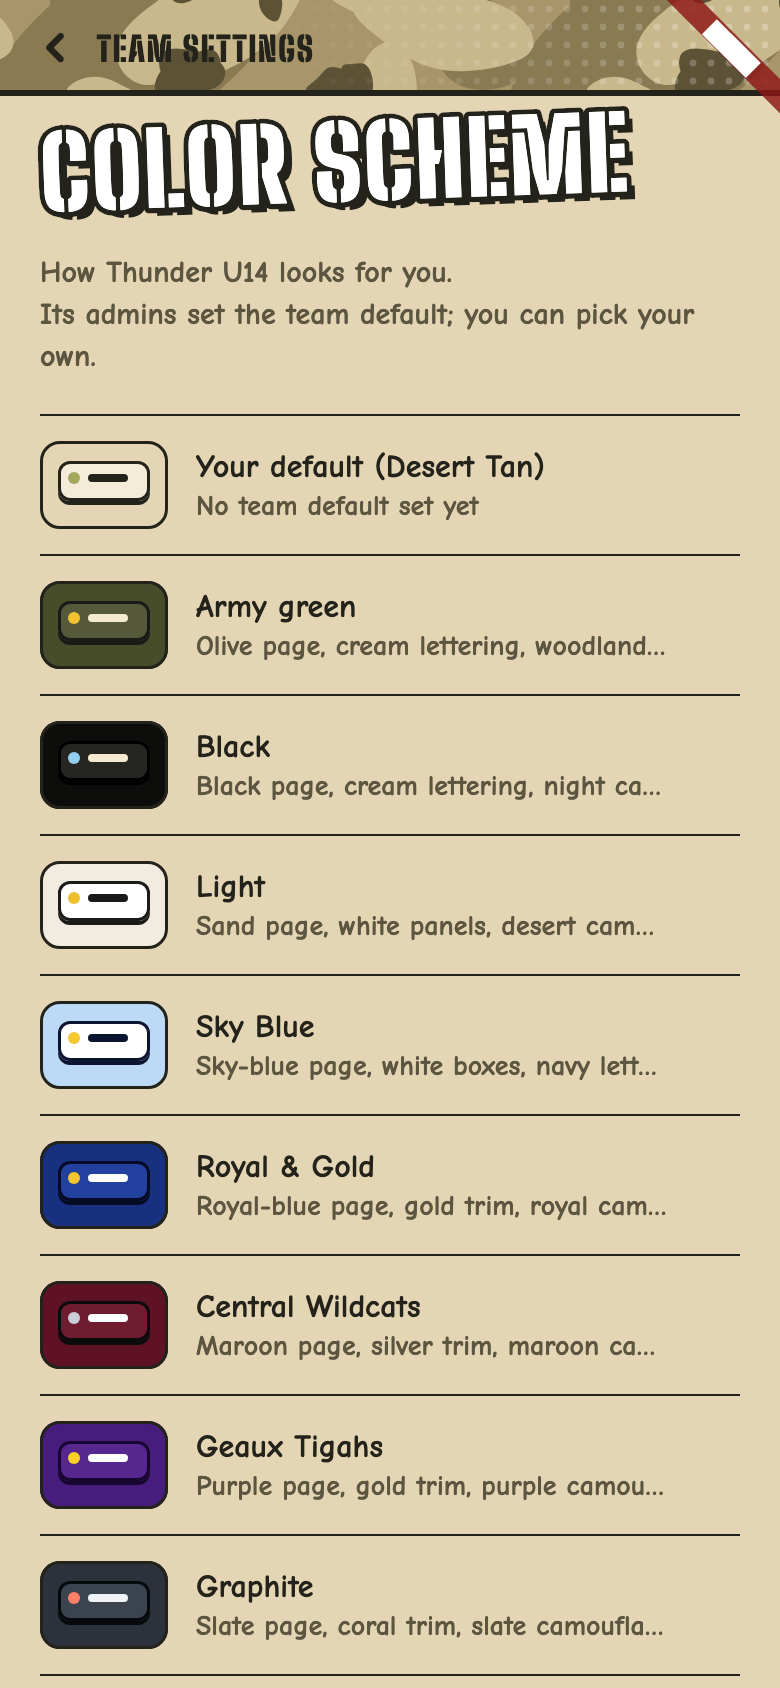 TEAM SETTINGS
COLOR SCHEME
How Thunder U14 looks for you.
Its admins set the team default; you can pick your
own.
Your default (Desert Tan)
No team default set yet
Army green
Olive page, cream lettering, woodland...
Black
Black page, cream lettering, night ca...
Light
Sand page, white panels, desert cam...
Sky Blue
Sky-blue page, white boxes, navy lett...
Royal & Gold
Royal-blue page, gold trim, royal cam...
Central Wildcats
Maroon page, silver trim, maroon ca...
Geaux Tigahs
Purple page, gold trim, purple camou...
Graphite
Slate page, coral trim, slate camoufla...